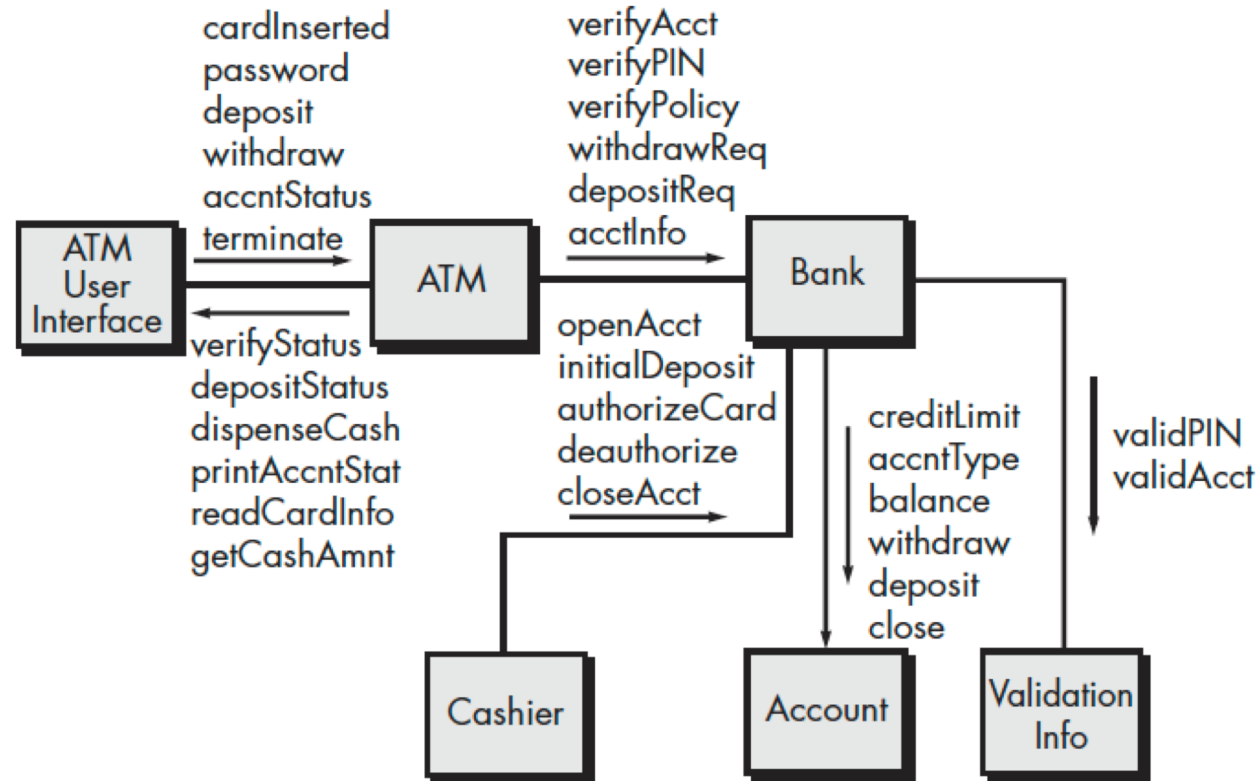 cardInserted
password
deposit
withdraw
accntStatus
terminate
verifyAcct
verifyPIN
verifyPolicy
withdrawReq
depositReq
acctInfo
ATM
User
Interface
ATM
Bank
verifyStatus
depositStatus
dispenseCash
printAccntStat
readCardInfo
getCashAmnt
openAcct
initialDeposit
authorizeCard
deauthorize
closeAcct
creditLimit
accntType
balance
withdraw
deposit
close
validPIN
validAcct
Cashier
Account
Validation
Info